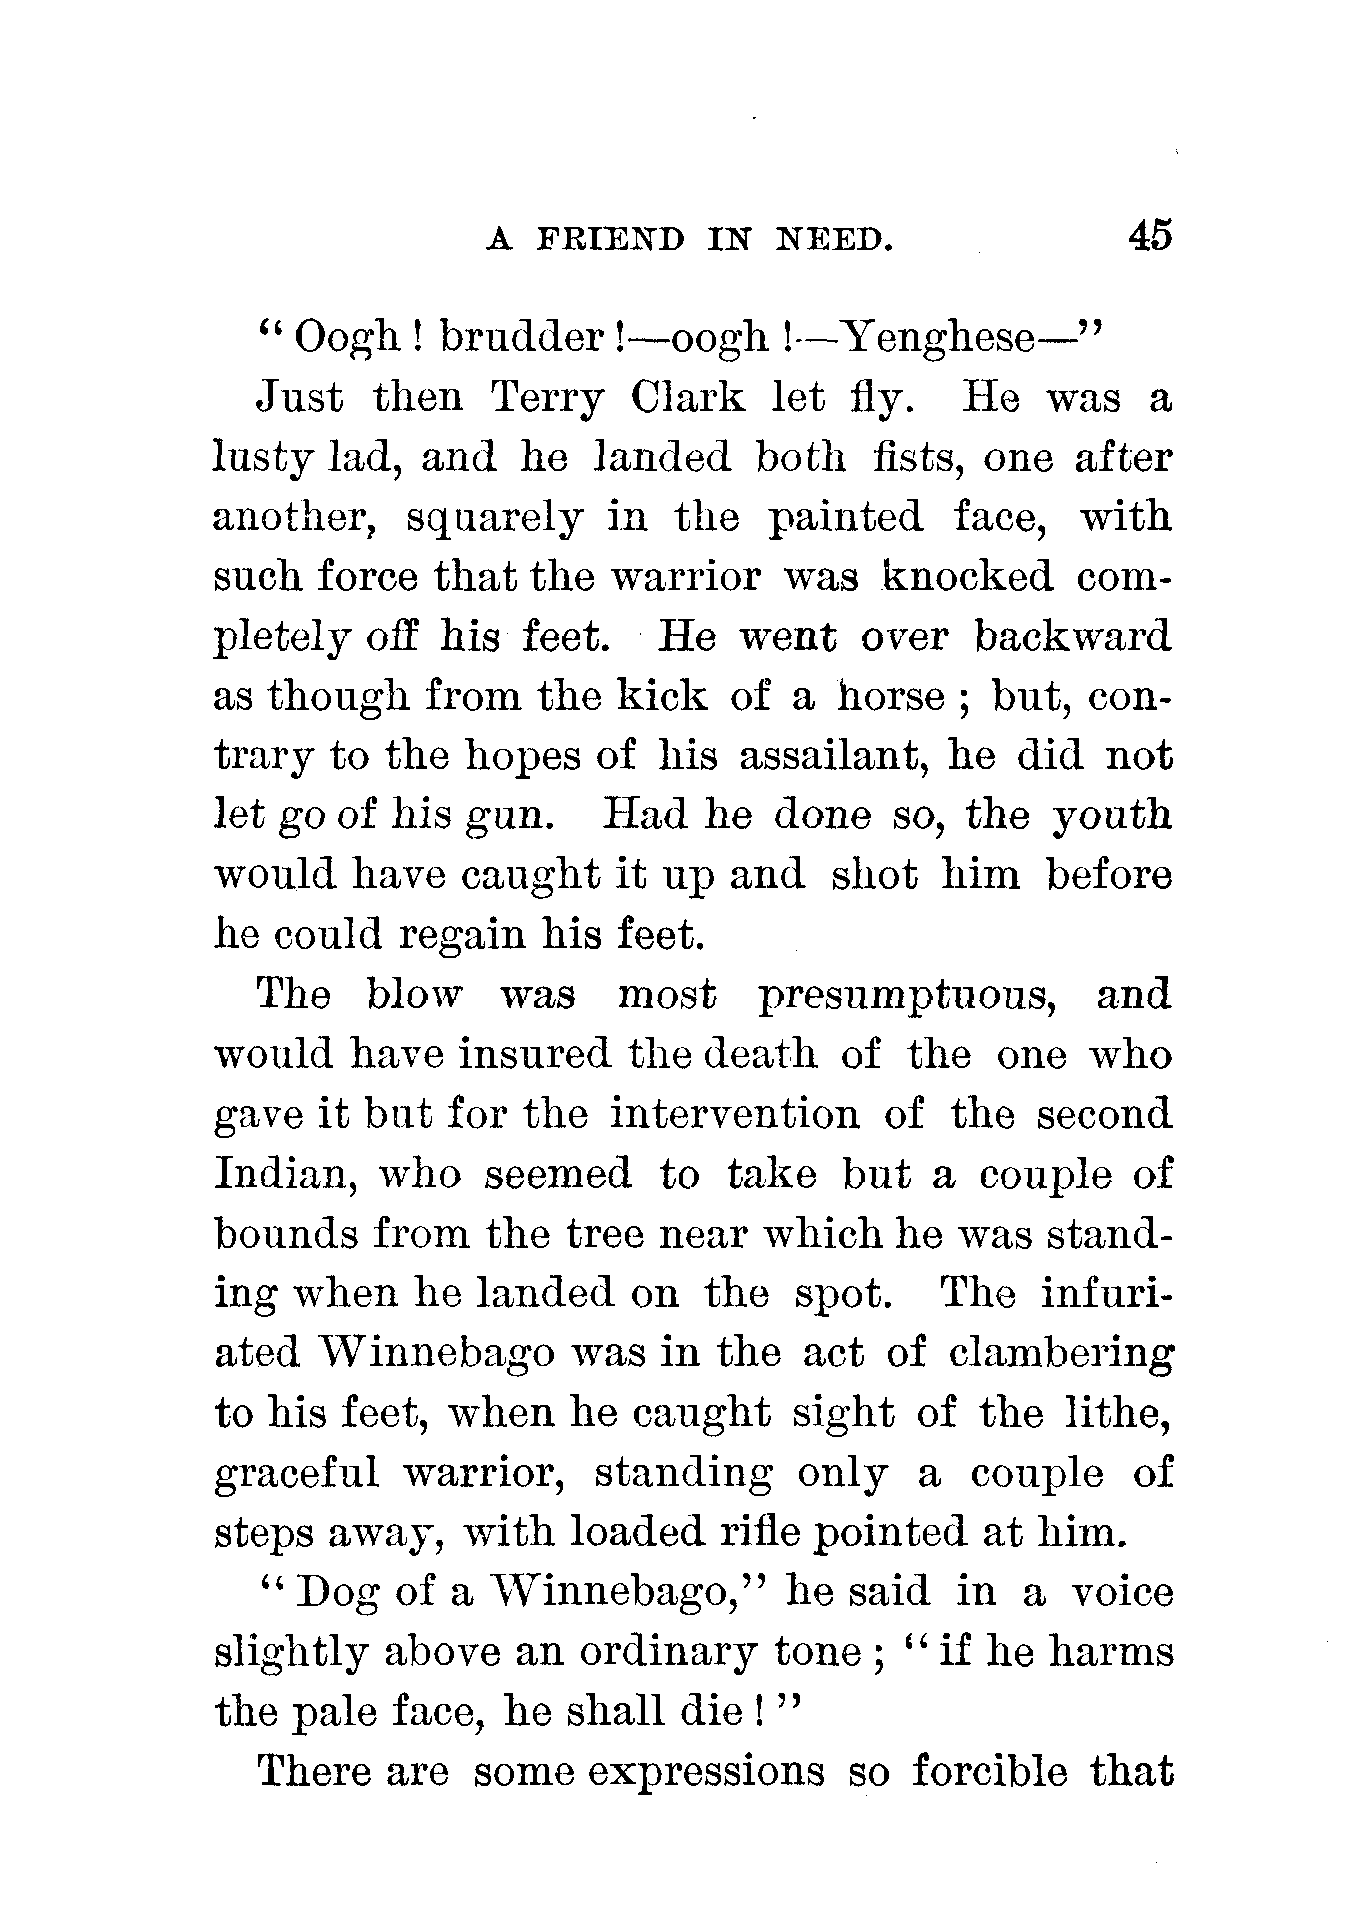 A FRIEND IN NEED. 45
“ Oogh ! brudder !—oogh !-—Yenghese—”
Just then Terry Clark let fly. He was a
lusty lad, and he landed both fists, one after
another, squarely in the painted face, with
such force that the warrior was knocked com-
pletely off his feet. He went over backward
as though from the kick of a horse ; but, con-
trary to the hopes of his assailant, he did not
let go of his gun. Had he done so, the youth
would have caught it up and shot him before
he could regain his feet.
The blow was most presumptuous, and
would have insured the death of the one who
gave it but for the intervention of the second
Indian, who seemed to take but a couple of
bounds from the tree near which he was stand-
ing when he landed on the spot. The infuri-
ated Winnebago was in the act of clambering
to his feet, when he caught sight of the lithe,
graceful warrior, standing only a couple of
steps away, with loaded rifle pointed at him.
“ Dog of a Winnebago,” he said in a voice
slightly above an ordinary tone ; “ if he harms
the pale face, he shall die ! ”
There are some expressions so forcible that